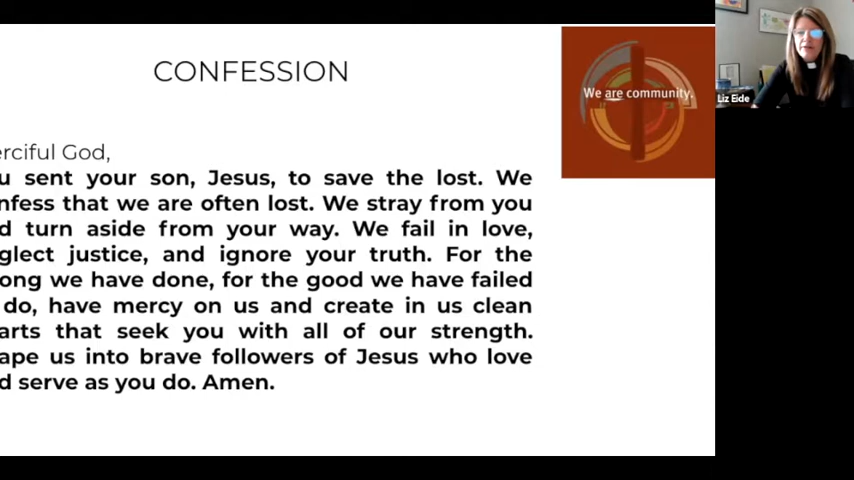 CONFESSION
We are community.
Liz Eide
erciful God,
u sent your son, Jesus, to save the lost. We
nfess that we are often lost. We stray from you
d turn aside from your way. We fail in love,
glect justice, and ignore your truth. For the
ong we have done, for the good we have failed
do, have mercy on us and create in us clean
arts that seek you with all of our strength.
ape us into brave followers of Jesus who love
d serve as you do. Amen.